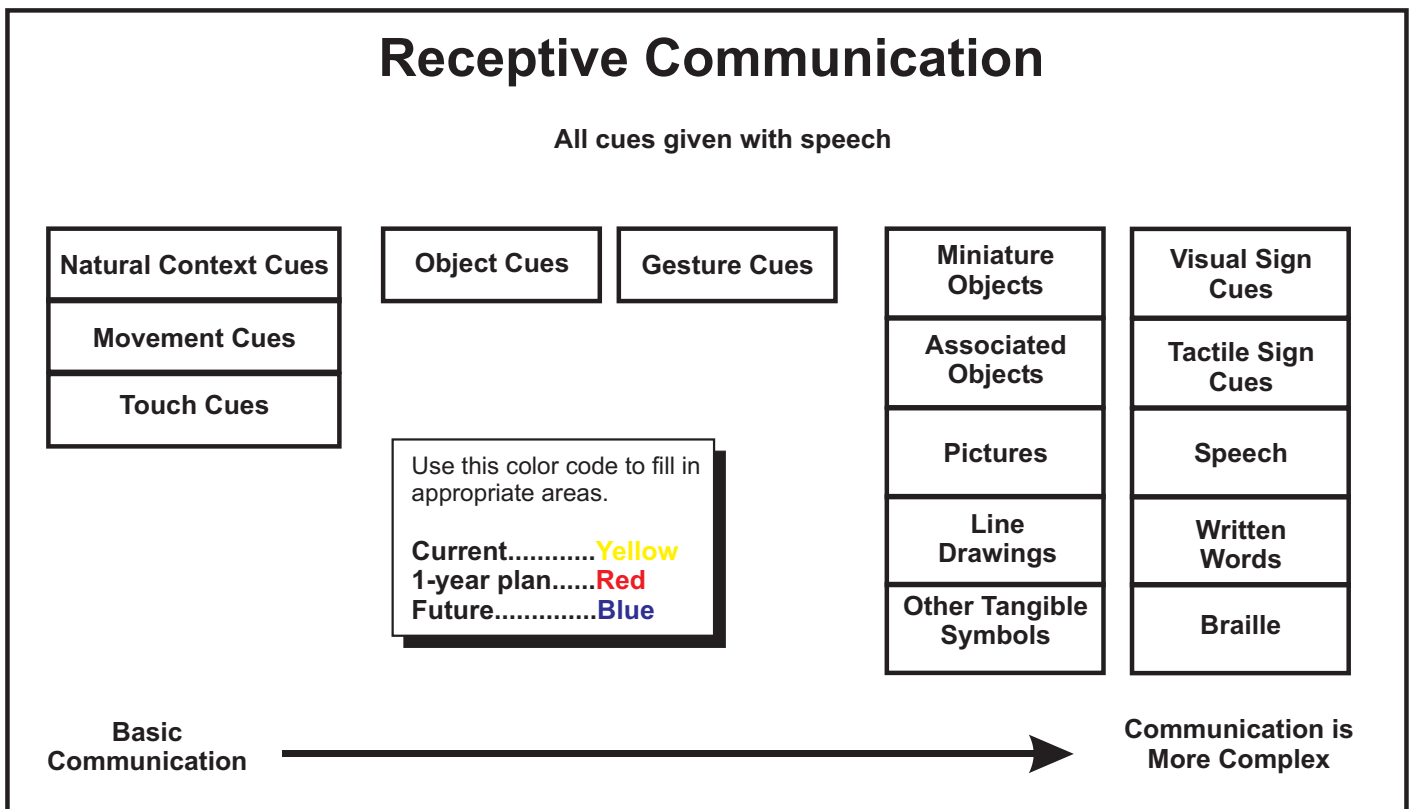 Receptive Communication
All cues given with speech
Natural Context Cues
Movement Cues
Touch Cues
Object Cues
Gesture Cues
Miniature
Objects
Associated
Objects
Pictures
Line
Drawings
Other Tangible
Symbols
Visual Sign
Cues
Tactile Sign
Cues
Speech
Written
Words
Braille
Use this color code to fill in
appropriate areas.
Current............Yellow
1-year plan......Red
Future..............Blue
Basic
Communication
Communication is
More Complex